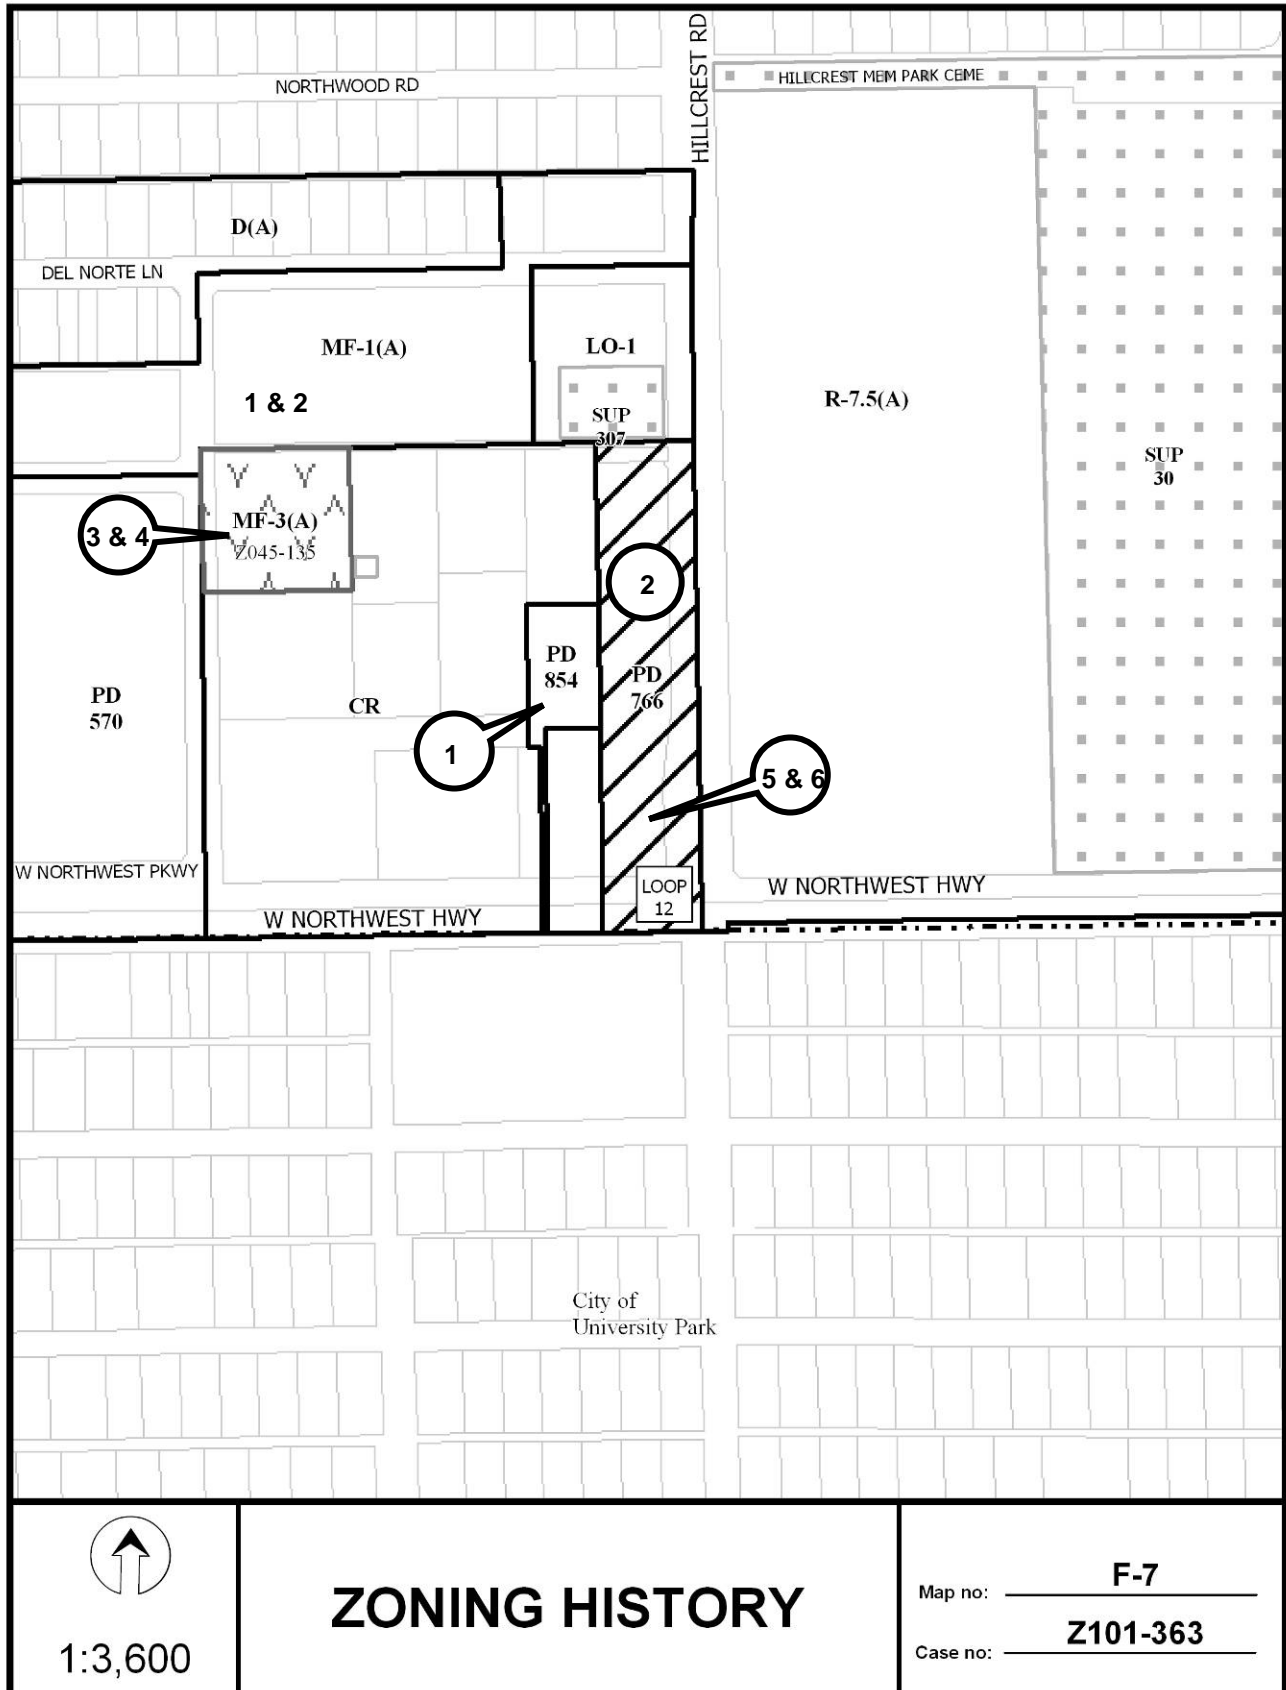 NORTHWOOD RD
HILLCREST RD
HILLCREST MEM PARK CEME
D(A)
DEL NORTE LN
MF-1(A)
LO-1
1 & 2
R-7.5(A)
SUP
307
SUP
30
3 & 4
MF-3(A)
Z045-135
2
PD
854
PD
766
PD
570
CR
1
5 & 6
W NORTHWEST PKWY
LOOP
12
W NORTHWEST HWY
W NORTHWEST HWY
City of
University Park
1:3,600
ZONING HISTORY
Map no: F-7
Case no: Z101-363